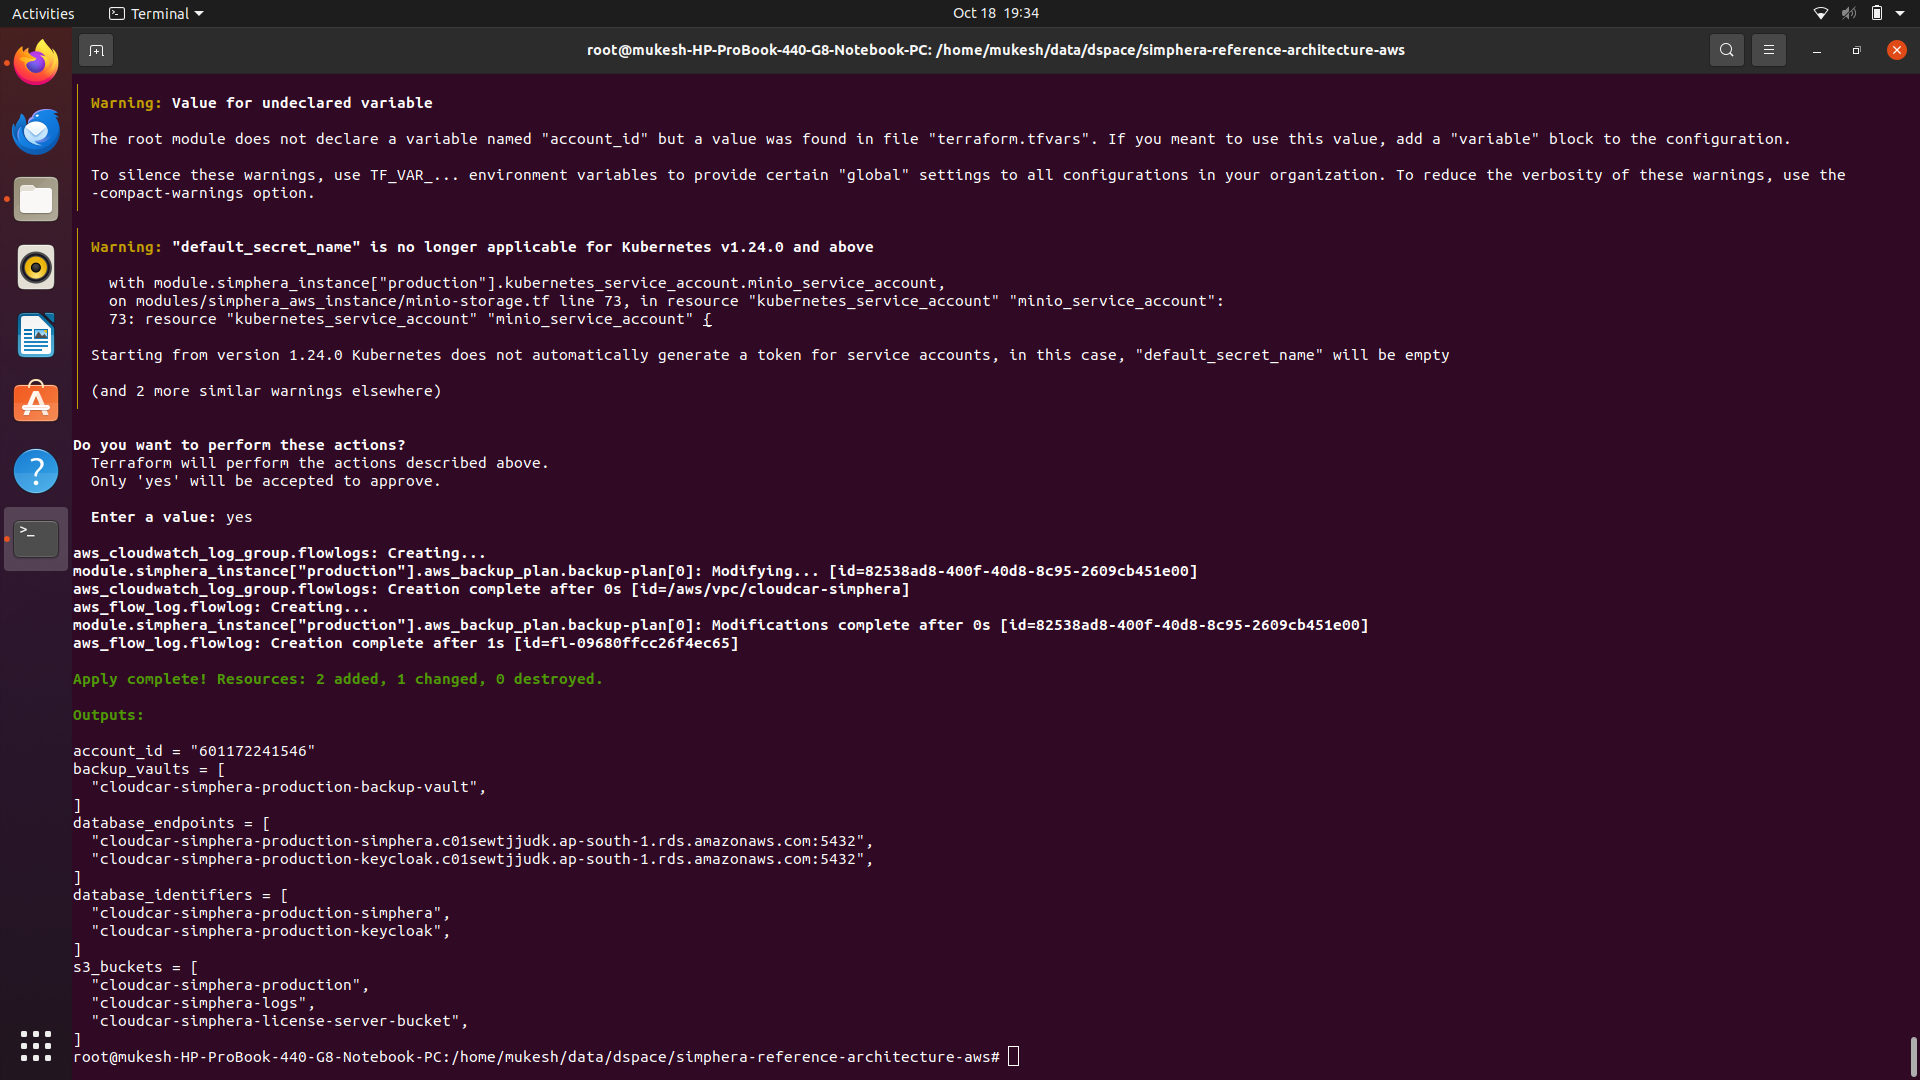 Activities
Terminal
Oct 18 19:34
root@mukesh-HP-ProBook-440-G8-Notebook-PC: /home/mukesh/data/dspace/simphera-reference-architecture-aws
Warning: Value for undeclared variable
The root module does not declare a variable named "account_id" but a value was found in file "terraform.tfvars". If you meant to use this value, add a "variable" block to the configuration.
To silence these warnings, use TF_VAR_... environment variables to provide certain "global" settings to all configurations in your organization. To reduce the verbosity of these warnings, use the
-compact-warnings option.
Warning: "default_secret_name" is no longer applicable for Kubernetes v1.24.0 and above
with module.simphera_instance["production"].kubernetes_service_account.minio_service_account,
on modules/simphera_aws_instance/minio-storage.tf line 73, in resource "kubernetes_service_account" "minio_service_account":
73: resource "kubernetes_service_account" "minio_service_account" {
Starting from version 1.24.0 Kubernetes does not automatically generate a token for service accounts, in this case, "default_secret_name" will be empty
(and 2 more similar warnings elsewhere)
Do you want to perform these actions?
Terraform will perform the actions described above.
Only 'yes' will be accepted to approve.
Enter a value: yes
aws_cloudwatch_log_group.flowlogs: Creating...
module.simphera_instance["production"].aws_backup_plan.backup-plan[0]: Modifying... [id=82538ad8-400f-40d8-8c95-2609cb451e00]
aws_cloudwatch_log_group.flowlogs: Creation complete after 0s [id=/aws/vpc/cloudcar-simphera]
aws_flow_log.flowlog: Creating...
module.simphera_instance["production"].aws_backup_plan.backup-plan[0]: Modifications complete after 0s [id=82538ad8-400f-40d8-8c95-2609cb451e00]
aws_flow_log.flowlog: Creation complete after 1s [id=fl-09680ffcc26f4ec65]
Apply complete! Resources: 2 added, 1 changed, 0 destroyed.
Outputs:
account_id = "601172241546"
backup_vaults = [
"cloudcar-simphera-production-backup-vault",
]
database_endpoints = [
"cloudcar-simphera-production-simphera.c01sewtjjudk.ap-south-1.rds.amazonaws.com:5432",
"cloudcar-simphera-production-keycloak.c01sewtjjudk.ap-south-1.rds.amazonaws.com:5432",
]
database_identifiers = [
"cloudcar-simphera-production-simphera",
"cloudcar-simphera-production-keycloak",
]
s3_buckets = [
"cloudcar-simphera-production",
"cloudcar-simphera-logs",
"cloudcar-simphera-license-server-bucket",
]
root@mukesh-HP-ProBook-440-G8-Notebook-PC:/home/mukesh/data/dspace/simphera-reference-architecture-aws#